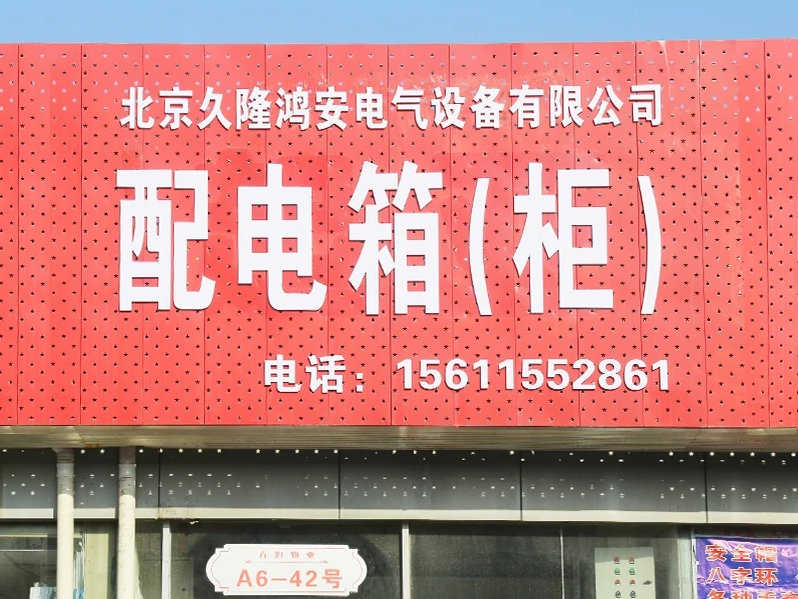 北京久隆鸿安电气设备有限公司
配电箱(柜)
电话：15611552861
A6-42号
安全帽
八字环